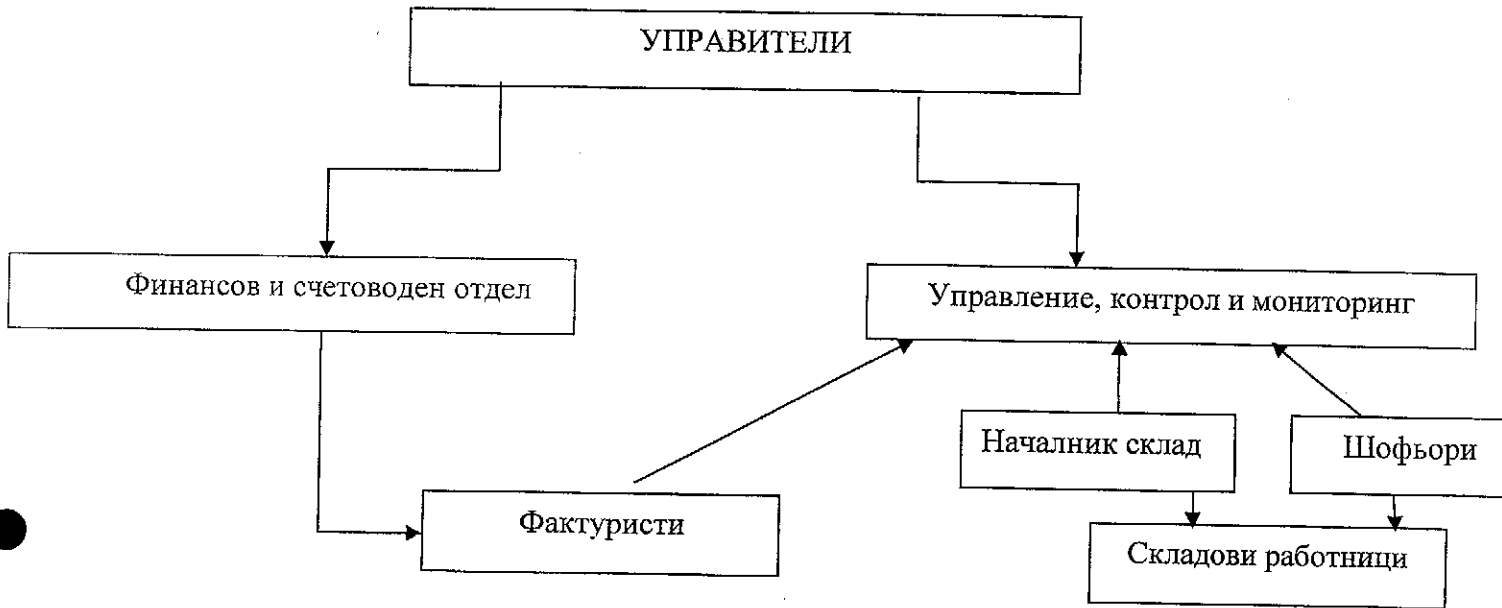 УПРАВИТЕЛИ
Финансов и счетоводен отдел
Управление, контрол и мониторинг
Началник склад
Шофьори
Фактуристи
Складови работници